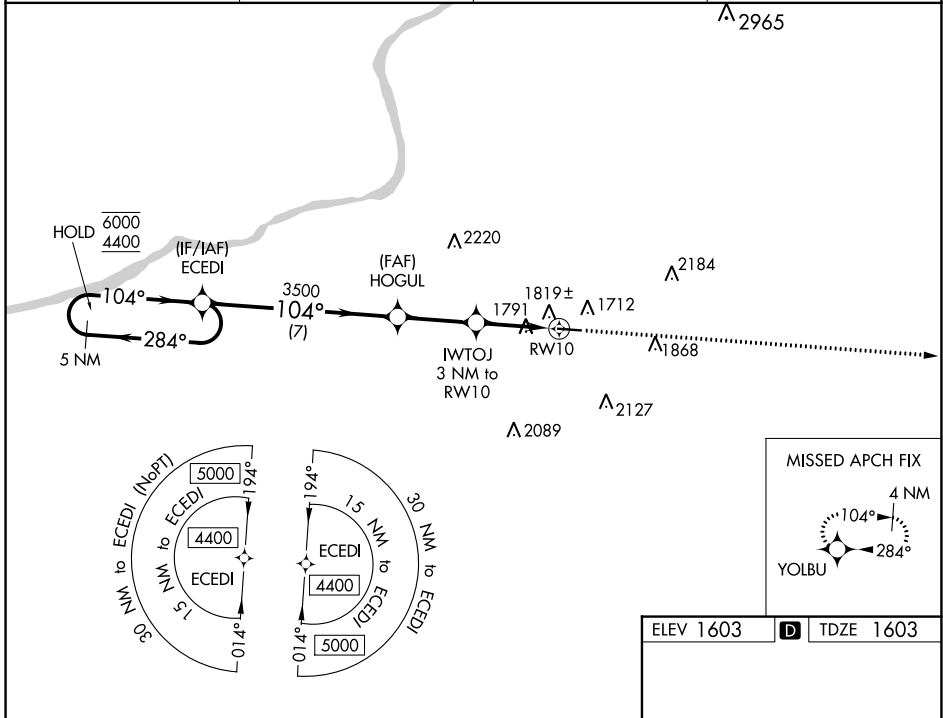 2965
HOLD 6000
4400
(IF/IAF)
ECEDI
104°
284°
5 NM
3500
104°
(7)
(FAF)
HOGUL
2220
IWTOJ
3 NM to
RW10
1791
1819±
1712
2184
RW10
1868
2127
2089
30 NM to ECEDI (NoPT)
5000
194°
15 NM to ECEDI
4400
ECEDI
014°
194°
30 NM to ECEDI
15 NM to ECEDI
ECEDI
4400
014°
5000
MISSED APCH FIX
4 NM
104°
284°
YOLBU
ELEV 1603 D TDZE 1603